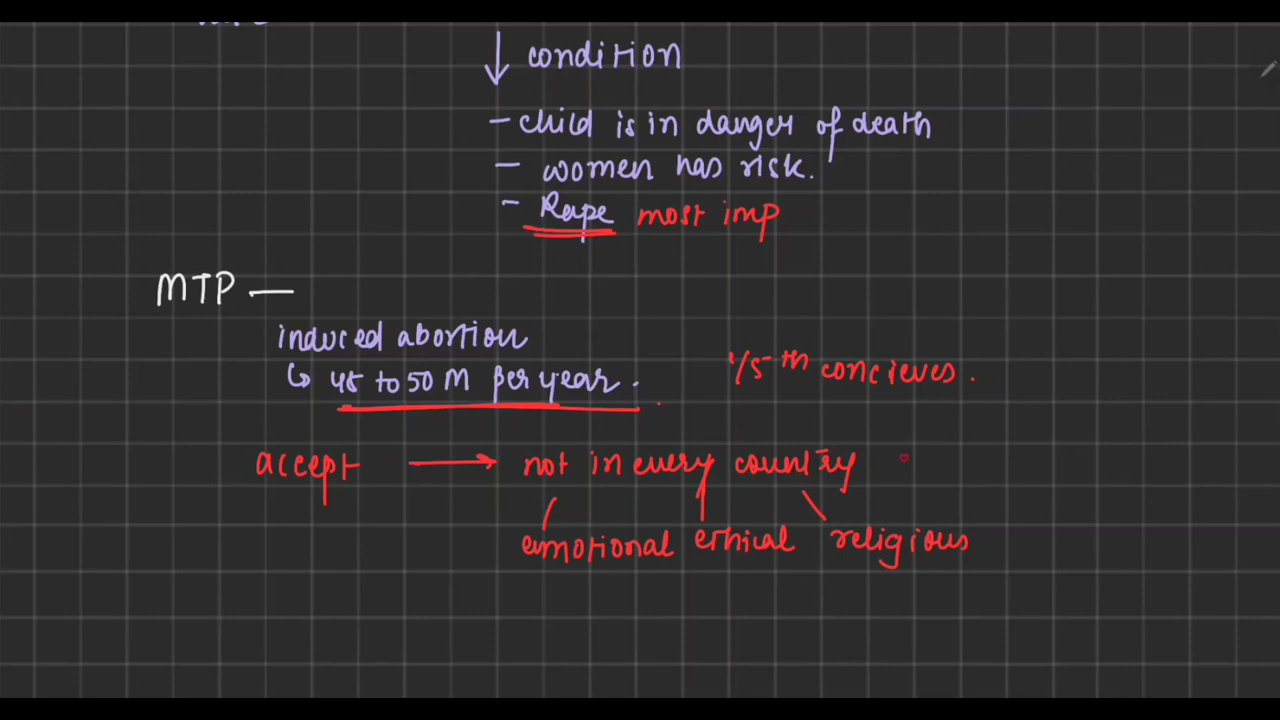 ↓ condition
- child is in danger of death
- women has risk.
- Rape most imp
MTP —
induced abortion
↳ 45 to 50 M per year.
1/5th concieves.
accept → not in every country
emotional ethical religious